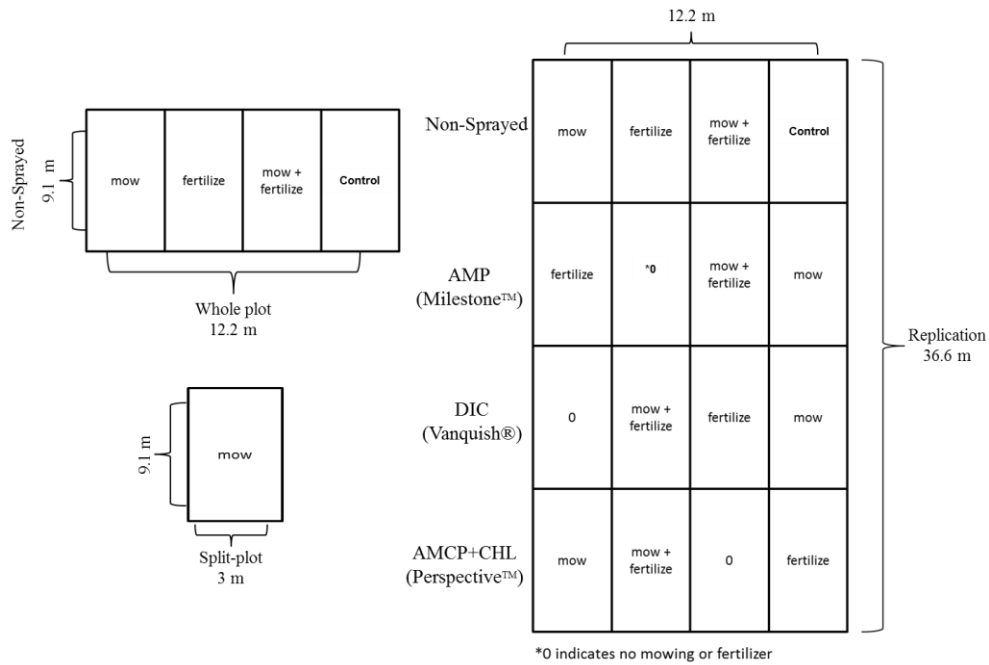 Non-Sprayed
9.1 m
mow
fertilize
mow +
fertilize
Control
Whole plot
12.2 m
9.1 m
mow
Split-plot
3 m
12.2 m
Non-Sprayed
mow
fertilize
mow +
fertilize
Control
AMP
(Milestone™)
fertilize
*0
mow +
fertilize
mow
DIC
(Vanquish®)
0
mow +
fertilize
fertilize
mow
AMCP+CHL
(Perspective™)
mow
mow +
fertilize
0
fertilize
Replication
36.6 m
*0 indicates no mowing or fertilizer